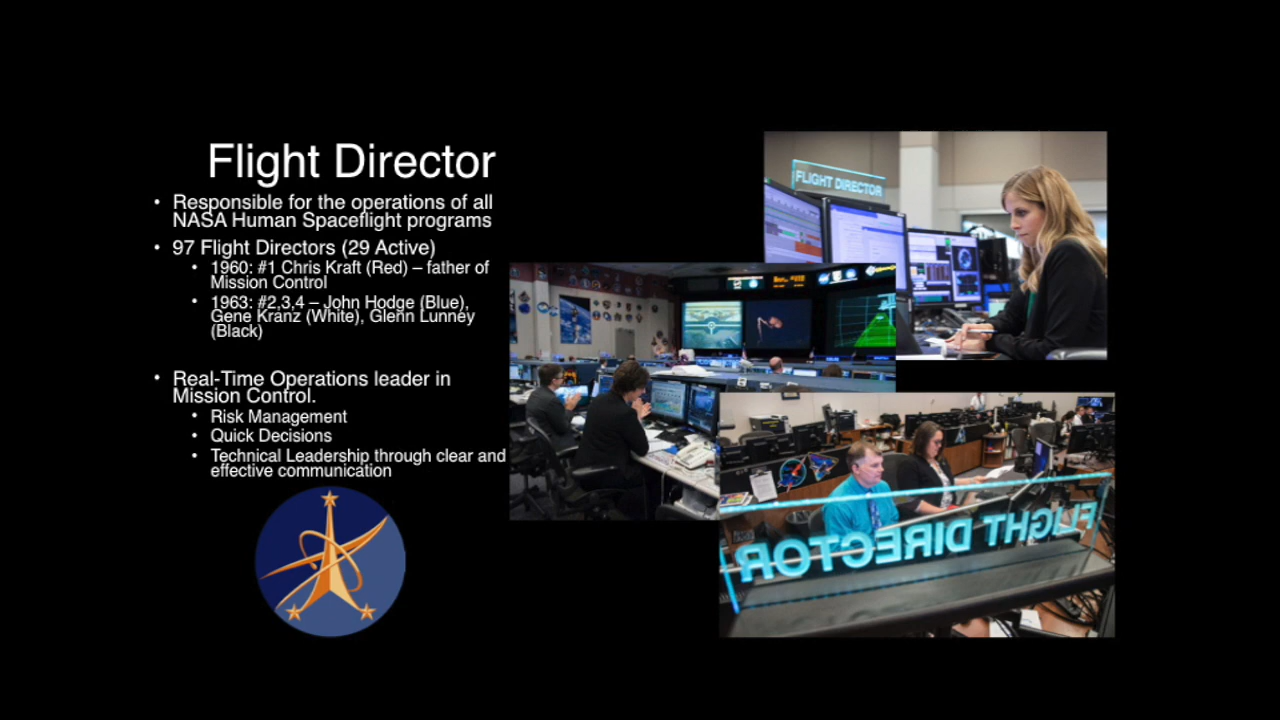 Flight Director
• Responsible for the operations of all
NASA Human Spaceflight programs
• 97 Flight Directors (29 Active)
• 1960: #1 Chris Kraft (Red) – father of
Mission Control
• 1963: #2,3,4 – John Hodge (Blue),
Gene Kranz (White), Glenn Lunney
(Black)
• Real-Time Operations leader in
Mission Control.
• Risk Management
• Quick Decisions
• Technical Leadership through clear and
effective communication
FLIGHT DIRECTOR
FLIGHT DIRECTOR